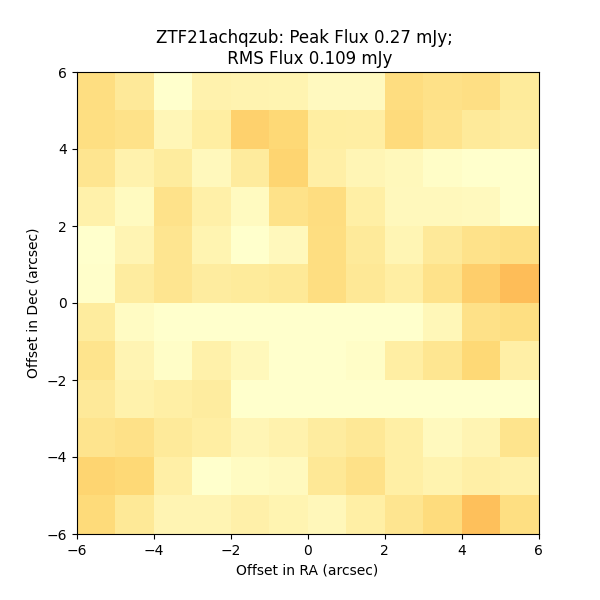 ZTF21achqzub: Peak Flux 0.27 mJy;
RMS Flux 0.109 mJy
6
4
2
0
−2
−4
−6
Offset in Dec (arcsec)
−6 −4 −2 0 2 4 6
Offset in RA (arcsec)